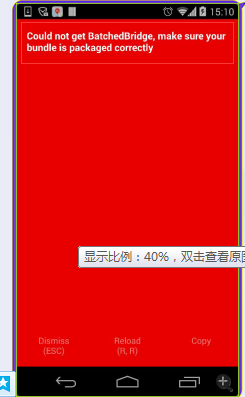 15:10
Could not get BatchedBridge, make sure your
bundle is packaged correctly
显示比例：40%，双击查看原
Dismiss
(ESC)
Reload
(R, R)
Copy